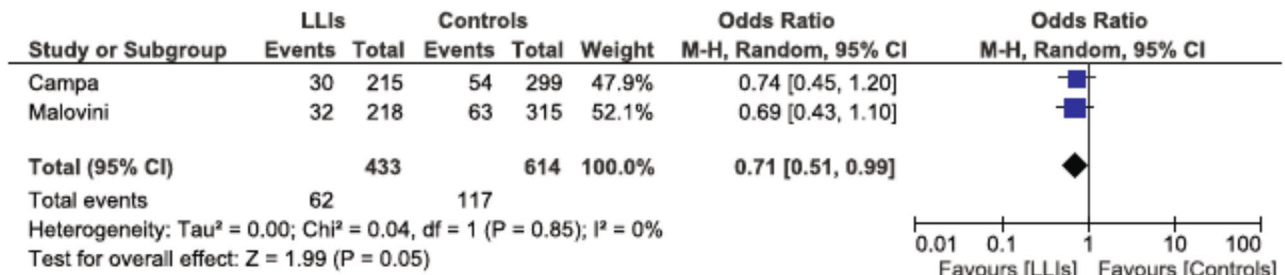 LLIs Controls Odds Ratio Odds Ratio
Study or Subgroup Events Total Events Total Weight M-H, Random, 95% CI M-H, Random, 95% CI
Campa 30 215 54 299 47.9% 0.74 [0.45, 1.20]
Malovini 32 218 63 315 52.1% 0.69 [0.43, 1.10]
Total (95% CI) 433 614 100.0% 0.71 [0.51, 0.99]
Total events 62 117
Heterogeneity: Tau² = 0.00; Chi² = 0.04, df = 1 (P = 0.85); I² = 0%
Test for overall effect: Z = 1.99 (P = 0.05)
0.01 0.1 1 10 100
Favours [LLIs] Favours [Controls]